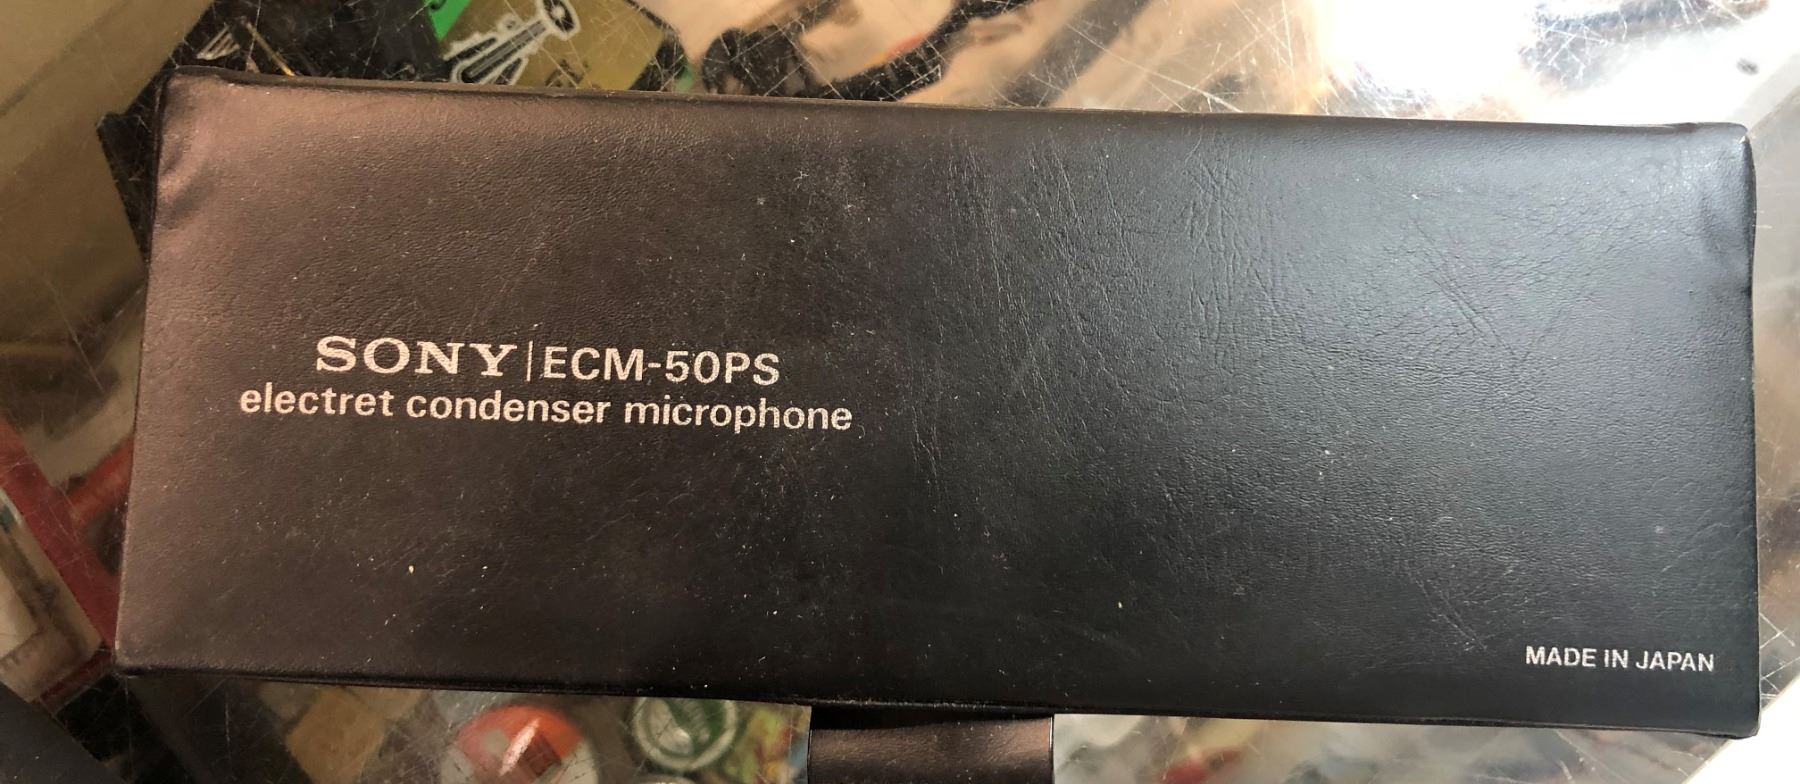 SONY|ECM-50PS
electret condenser microphone
MADE IN JAPAN